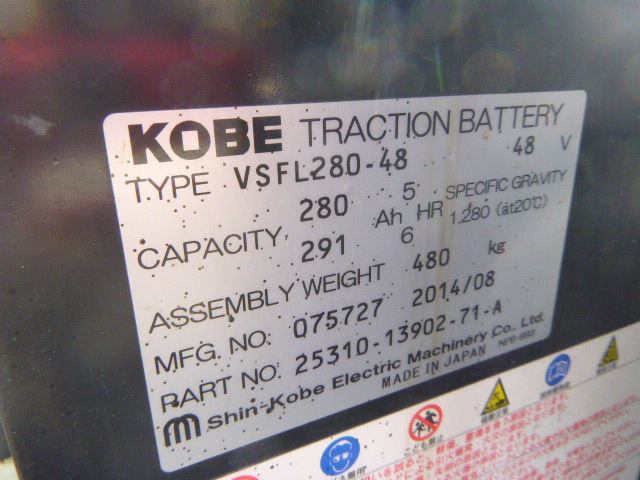 KOBE TRACTION BATTERY
TYPE VSFL280-48 48 V
CAPACITY 280 Ah 5 HR SPECIFIC GRAVITY
291 6 1.280 (at20℃)
ASSEMBLY WEIGHT 480 kg
MFG. NO. 075727 2014/08
PART NO. 25310-13902-71-A
Shin-Kobe Electric Machinery Co., Ltd.
MADE IN JAPAN NPB-893